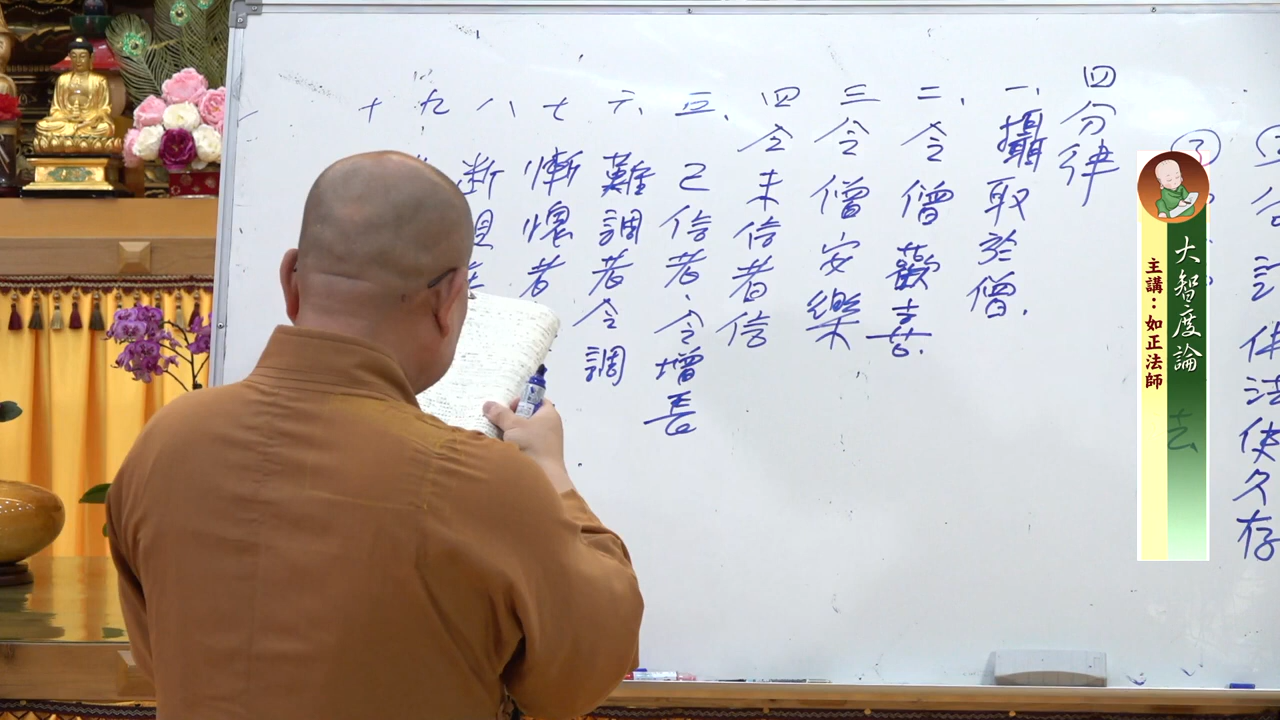 四分律
一、攝取於僧.
二、令僧歡喜.
三令僧安樂
四令未信者信
五、已信者令增長
六、難調者令調
七慚愧者
八斷現
九
十
佛法使久存
法
大智度論
主講：如正法師